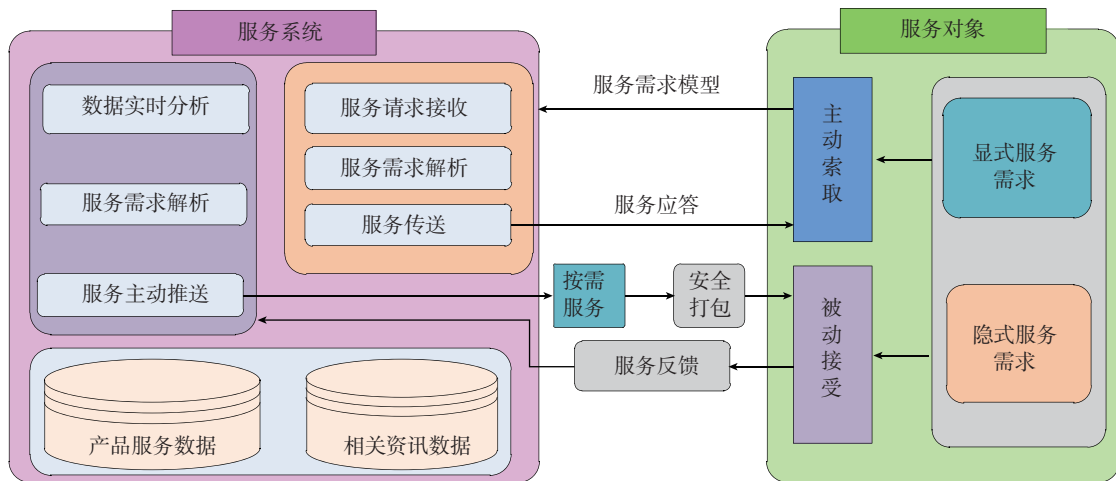 服务系统
数据实时分析
服务需求解析
服务主动推送
服务请求接收
服务需求解析
服务传送
产品服务数据
相关资讯数据
服务需求模型
服务应答
按需
服务
安全
打包
服务反馈
服务对象
主动索取
被动接受
显式服务
需求
隐式服务
需求